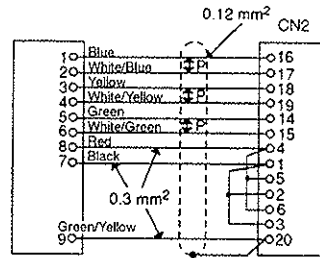 0.12 mm²
CN2
1 Blue 16
2 White/Blue P 17
3 Yellow 18
4 White/Yellow P 19
5 Green 14
6 White/Green P 15
8 Red 4
7 Black 1
5
0.3 mm² 2
6
Green/Yellow 3
9 20